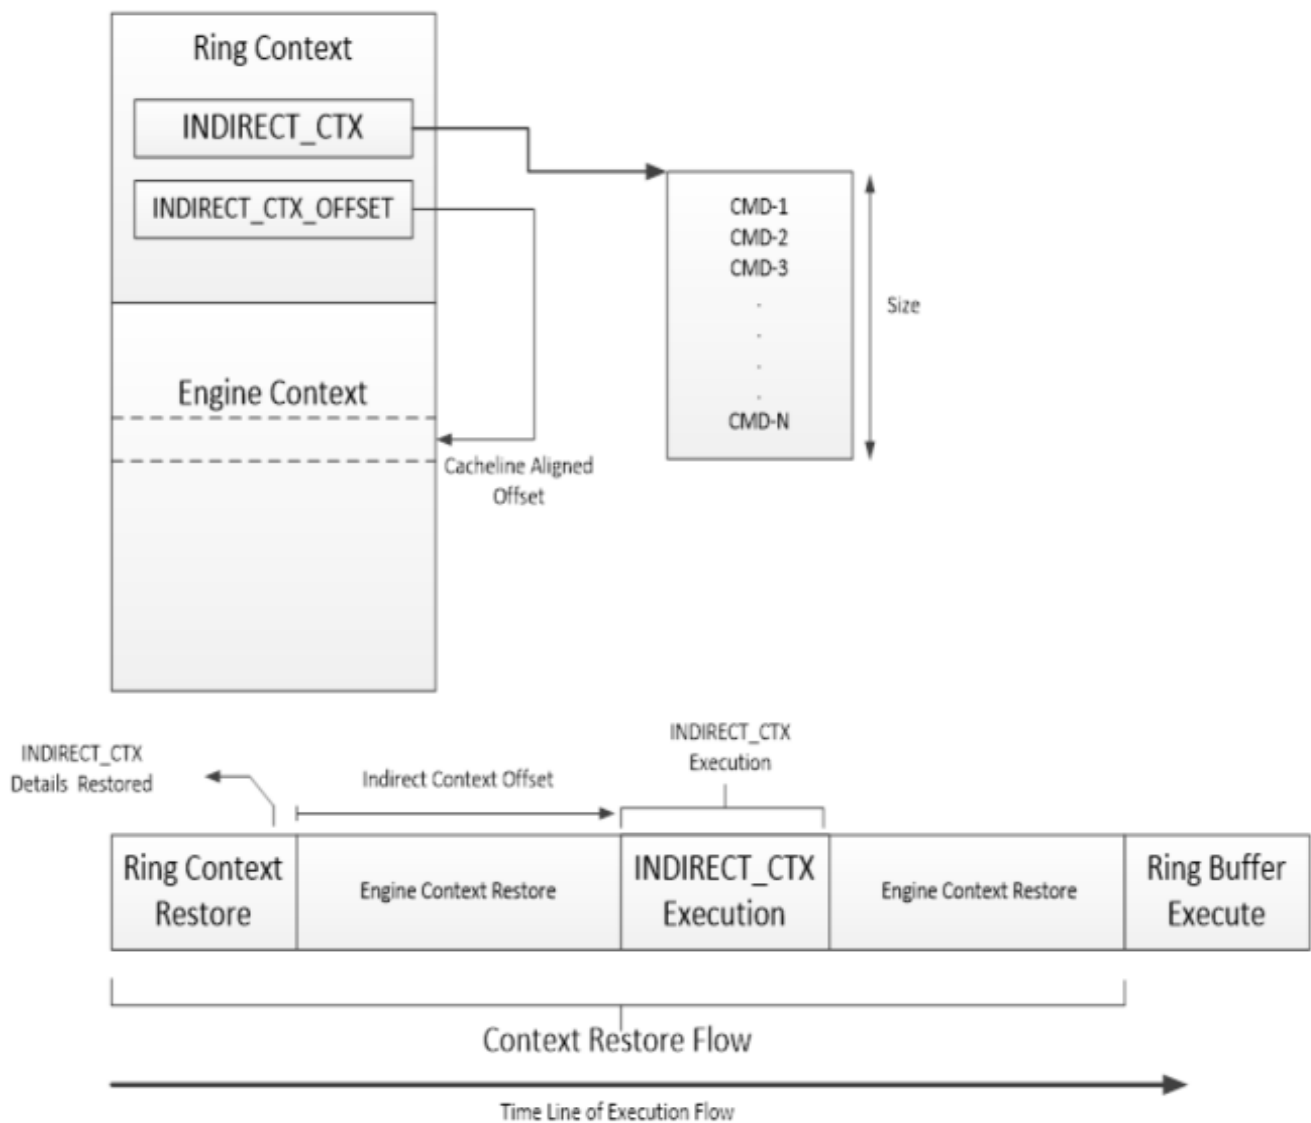 Ring Context
INDIRECT_CTX
INDIRECT_CTX_OFFSET
CMD-1
CMD-2
CMD-3
.
.
.
.
CMD-N
Size
Engine Context
Cacheline Aligned
Offset
INDIRECT_CTX
Details Restored
Indirect Context Offset
INDIRECT_CTX
Execution
Ring Context
Restore
Engine Context Restore
INDIRECT_CTX
Execution
Engine Context Restore
Ring Buffer
Execute
Context Restore Flow
Time Line of Execution Flow